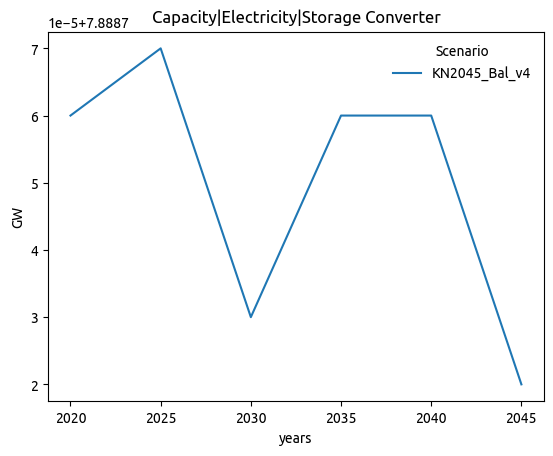 Capacity|Electricity|Storage Converter
1e-5+7.8887
Scenario
KN2045_Bal_v4
7
6
5
4
3
2
GW
2020 2025 2030 2035 2040 2045
years